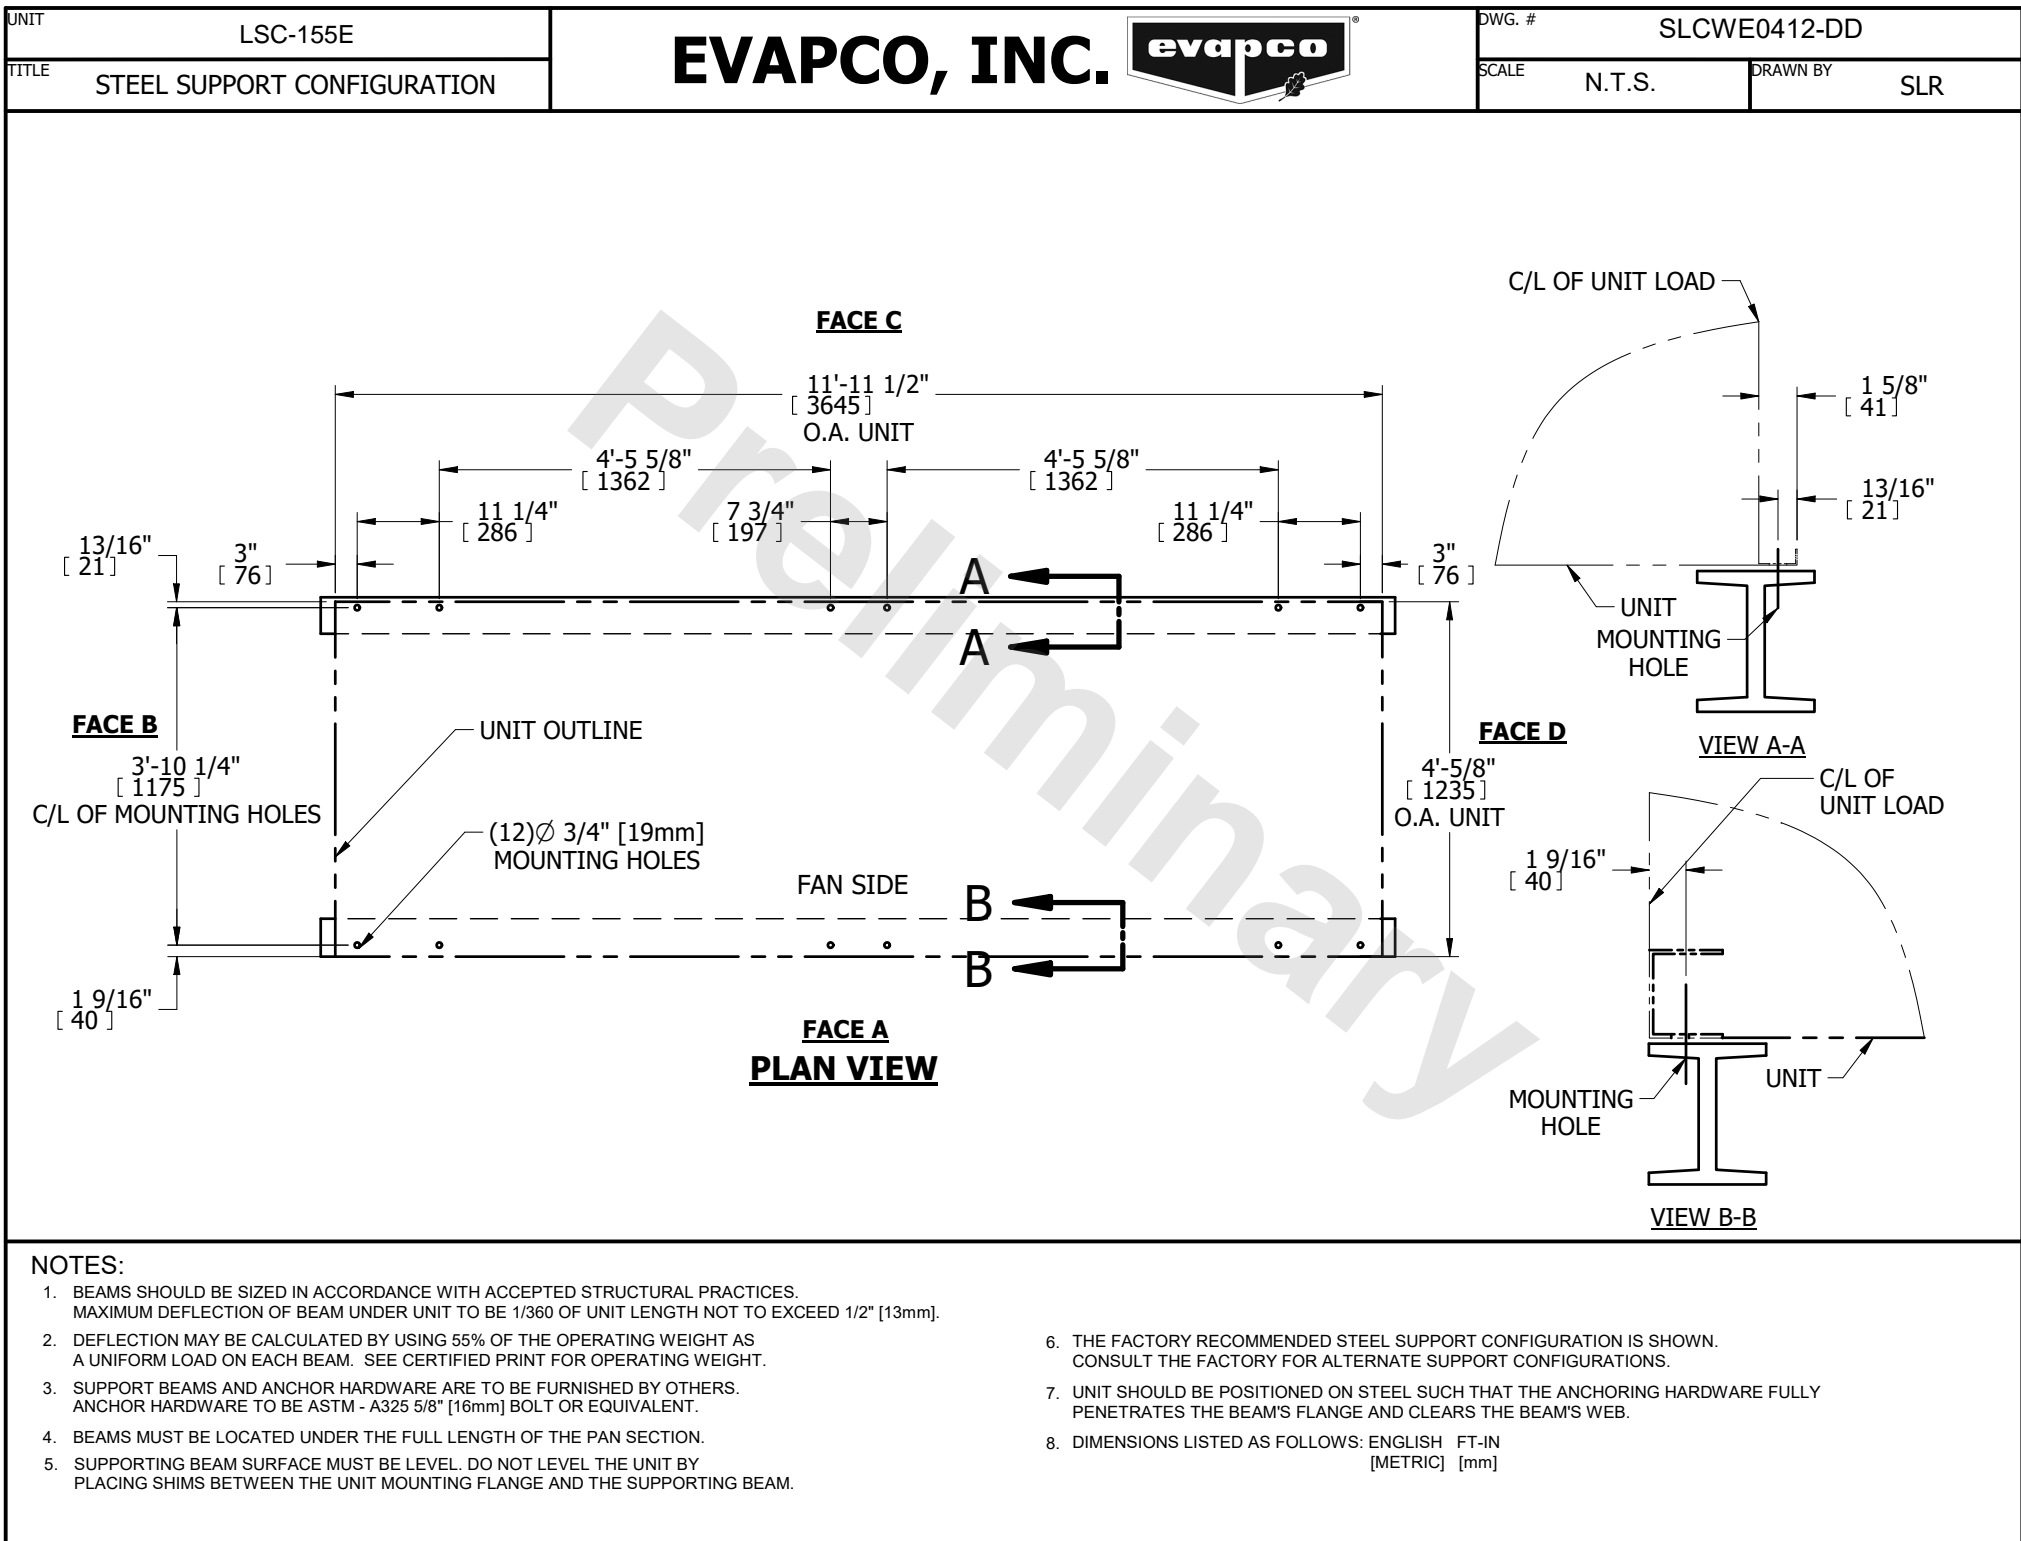 UNIT
LSC-155E
TITLE
STEEL SUPPORT CONFIGURATION
EVAPCO, INC.
evapco
®
DWG. #
SLCWE0412-DD
SCALE
N.T.S.
DRAWN BY
SLR
Preliminary
FACE C
11'-11 1/2"
[ 3645]
O.A. UNIT
4'-5 5/8"
[ 1362 ]
4'-5 5/8"
[ 1362 ]
11 1/4"
[ 286 ]
7 3/4"
[ 197 ]
11 1/4"
[ 286 ]
13/16"
[ 21]
3"
[ 76]
3"
[ 76 ]
A
A
FACE B
3'-10 1/4"
[ 1175 ]
C/L OF MOUNTING HOLES
UNIT OUTLINE
(12)Ø 3/4" [19mm]
MOUNTING HOLES
FAN SIDE
B
B
FACE D
4'-5/8"
[ 1235]
O.A. UNIT
1 9/16"
[ 40 ]
FACE A
PLAN VIEW
C/L OF UNIT LOAD
1 5/8"
[ 41]
13/16"
[ 21]
UNIT
MOUNTING
HOLE
VIEW A-A
C/L OF
UNIT LOAD
1 9/16"
[ 40]
UNIT
MOUNTING
HOLE
VIEW B-B
NOTES:
1. BEAMS SHOULD BE SIZED IN ACCORDANCE WITH ACCEPTED STRUCTURAL PRACTICES.
MAXIMUM DEFLECTION OF BEAM UNDER UNIT TO BE 1/360 OF UNIT LENGTH NOT TO EXCEED 1/2" [13mm].
2. DEFLECTION MAY BE CALCULATED BY USING 55% OF THE OPERATING WEIGHT AS
A UNIFORM LOAD ON EACH BEAM. SEE CERTIFIED PRINT FOR OPERATING WEIGHT.
3. SUPPORT BEAMS AND ANCHOR HARDWARE ARE TO BE FURNISHED BY OTHERS.
ANCHOR HARDWARE TO BE ASTM - A325 5/8" [16mm] BOLT OR EQUIVALENT.
4. BEAMS MUST BE LOCATED UNDER THE FULL LENGTH OF THE PAN SECTION.
5. SUPPORTING BEAM SURFACE MUST BE LEVEL. DO NOT LEVEL THE UNIT BY
PLACING SHIMS BETWEEN THE UNIT MOUNTING FLANGE AND THE SUPPORTING BEAM.
6. THE FACTORY RECOMMENDED STEEL SUPPORT CONFIGURATION IS SHOWN.
CONSULT THE FACTORY FOR ALTERNATE SUPPORT CONFIGURATIONS.
7. UNIT SHOULD BE POSITIONED ON STEEL SUCH THAT THE ANCHORING HARDWARE FULLY
PENETRATES THE BEAM'S FLANGE AND CLEARS THE BEAM'S WEB.
8. DIMENSIONS LISTED AS FOLLOWS: ENGLISH FT-IN
[METRIC] [mm]